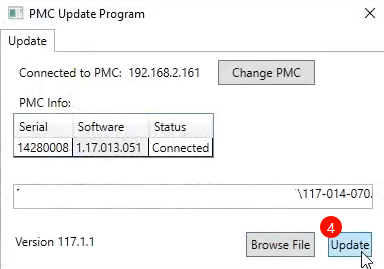 PMC Update Program
Update
Connected to PMC: 192.168.2.161 Change PMC
PMC Info:
Serial Software Status
14280008 1.17.013.051 Connected
\117-014-070.
4
Version 117.1.1 Browse File Update